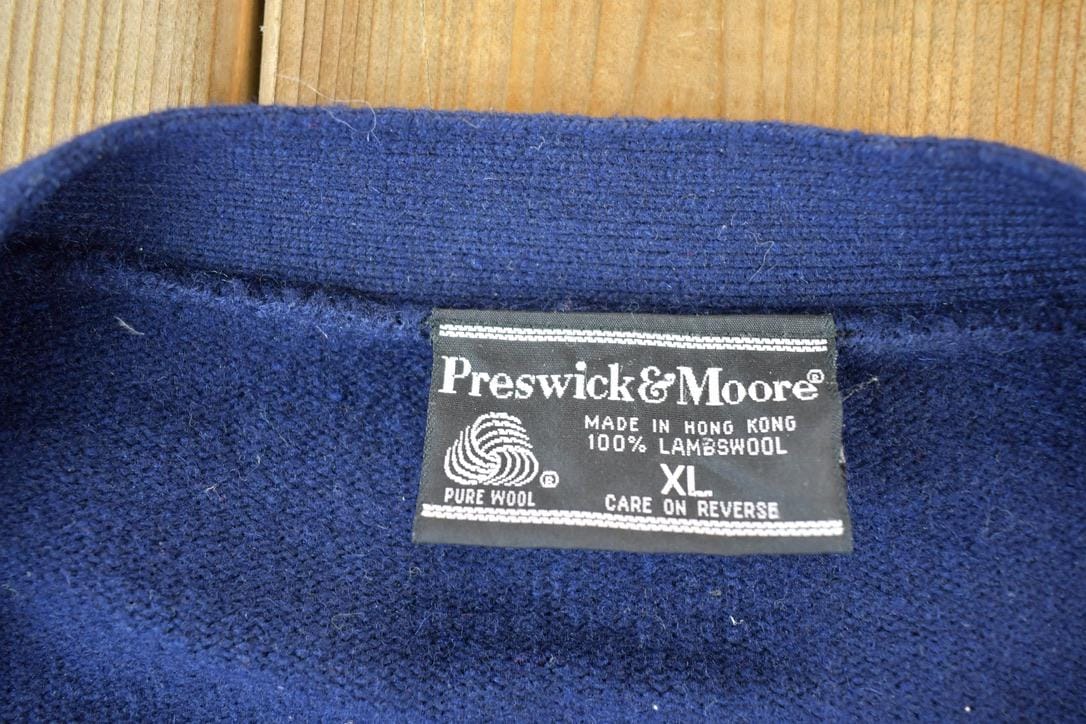 Preswick & Moore®
MADE IN HONG KONG
100% LAMBSWOOL
XL
CARE ON REVERSE
®
PURE WOOL